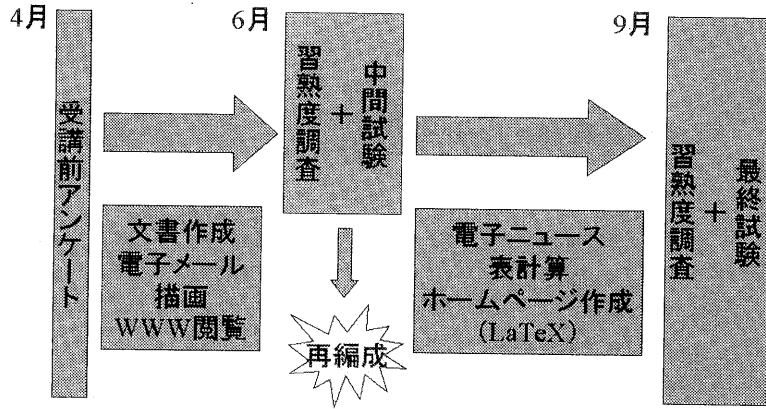 4月
受講前アンケート
文書作成
電子メール
描画
WWW閲覧
6月
中間試験
＋
習熟度調査
再編成
電子ニュース
表計算
ホームページ作成
(LaTeX)
9月
最終試験
＋
習熟度調査